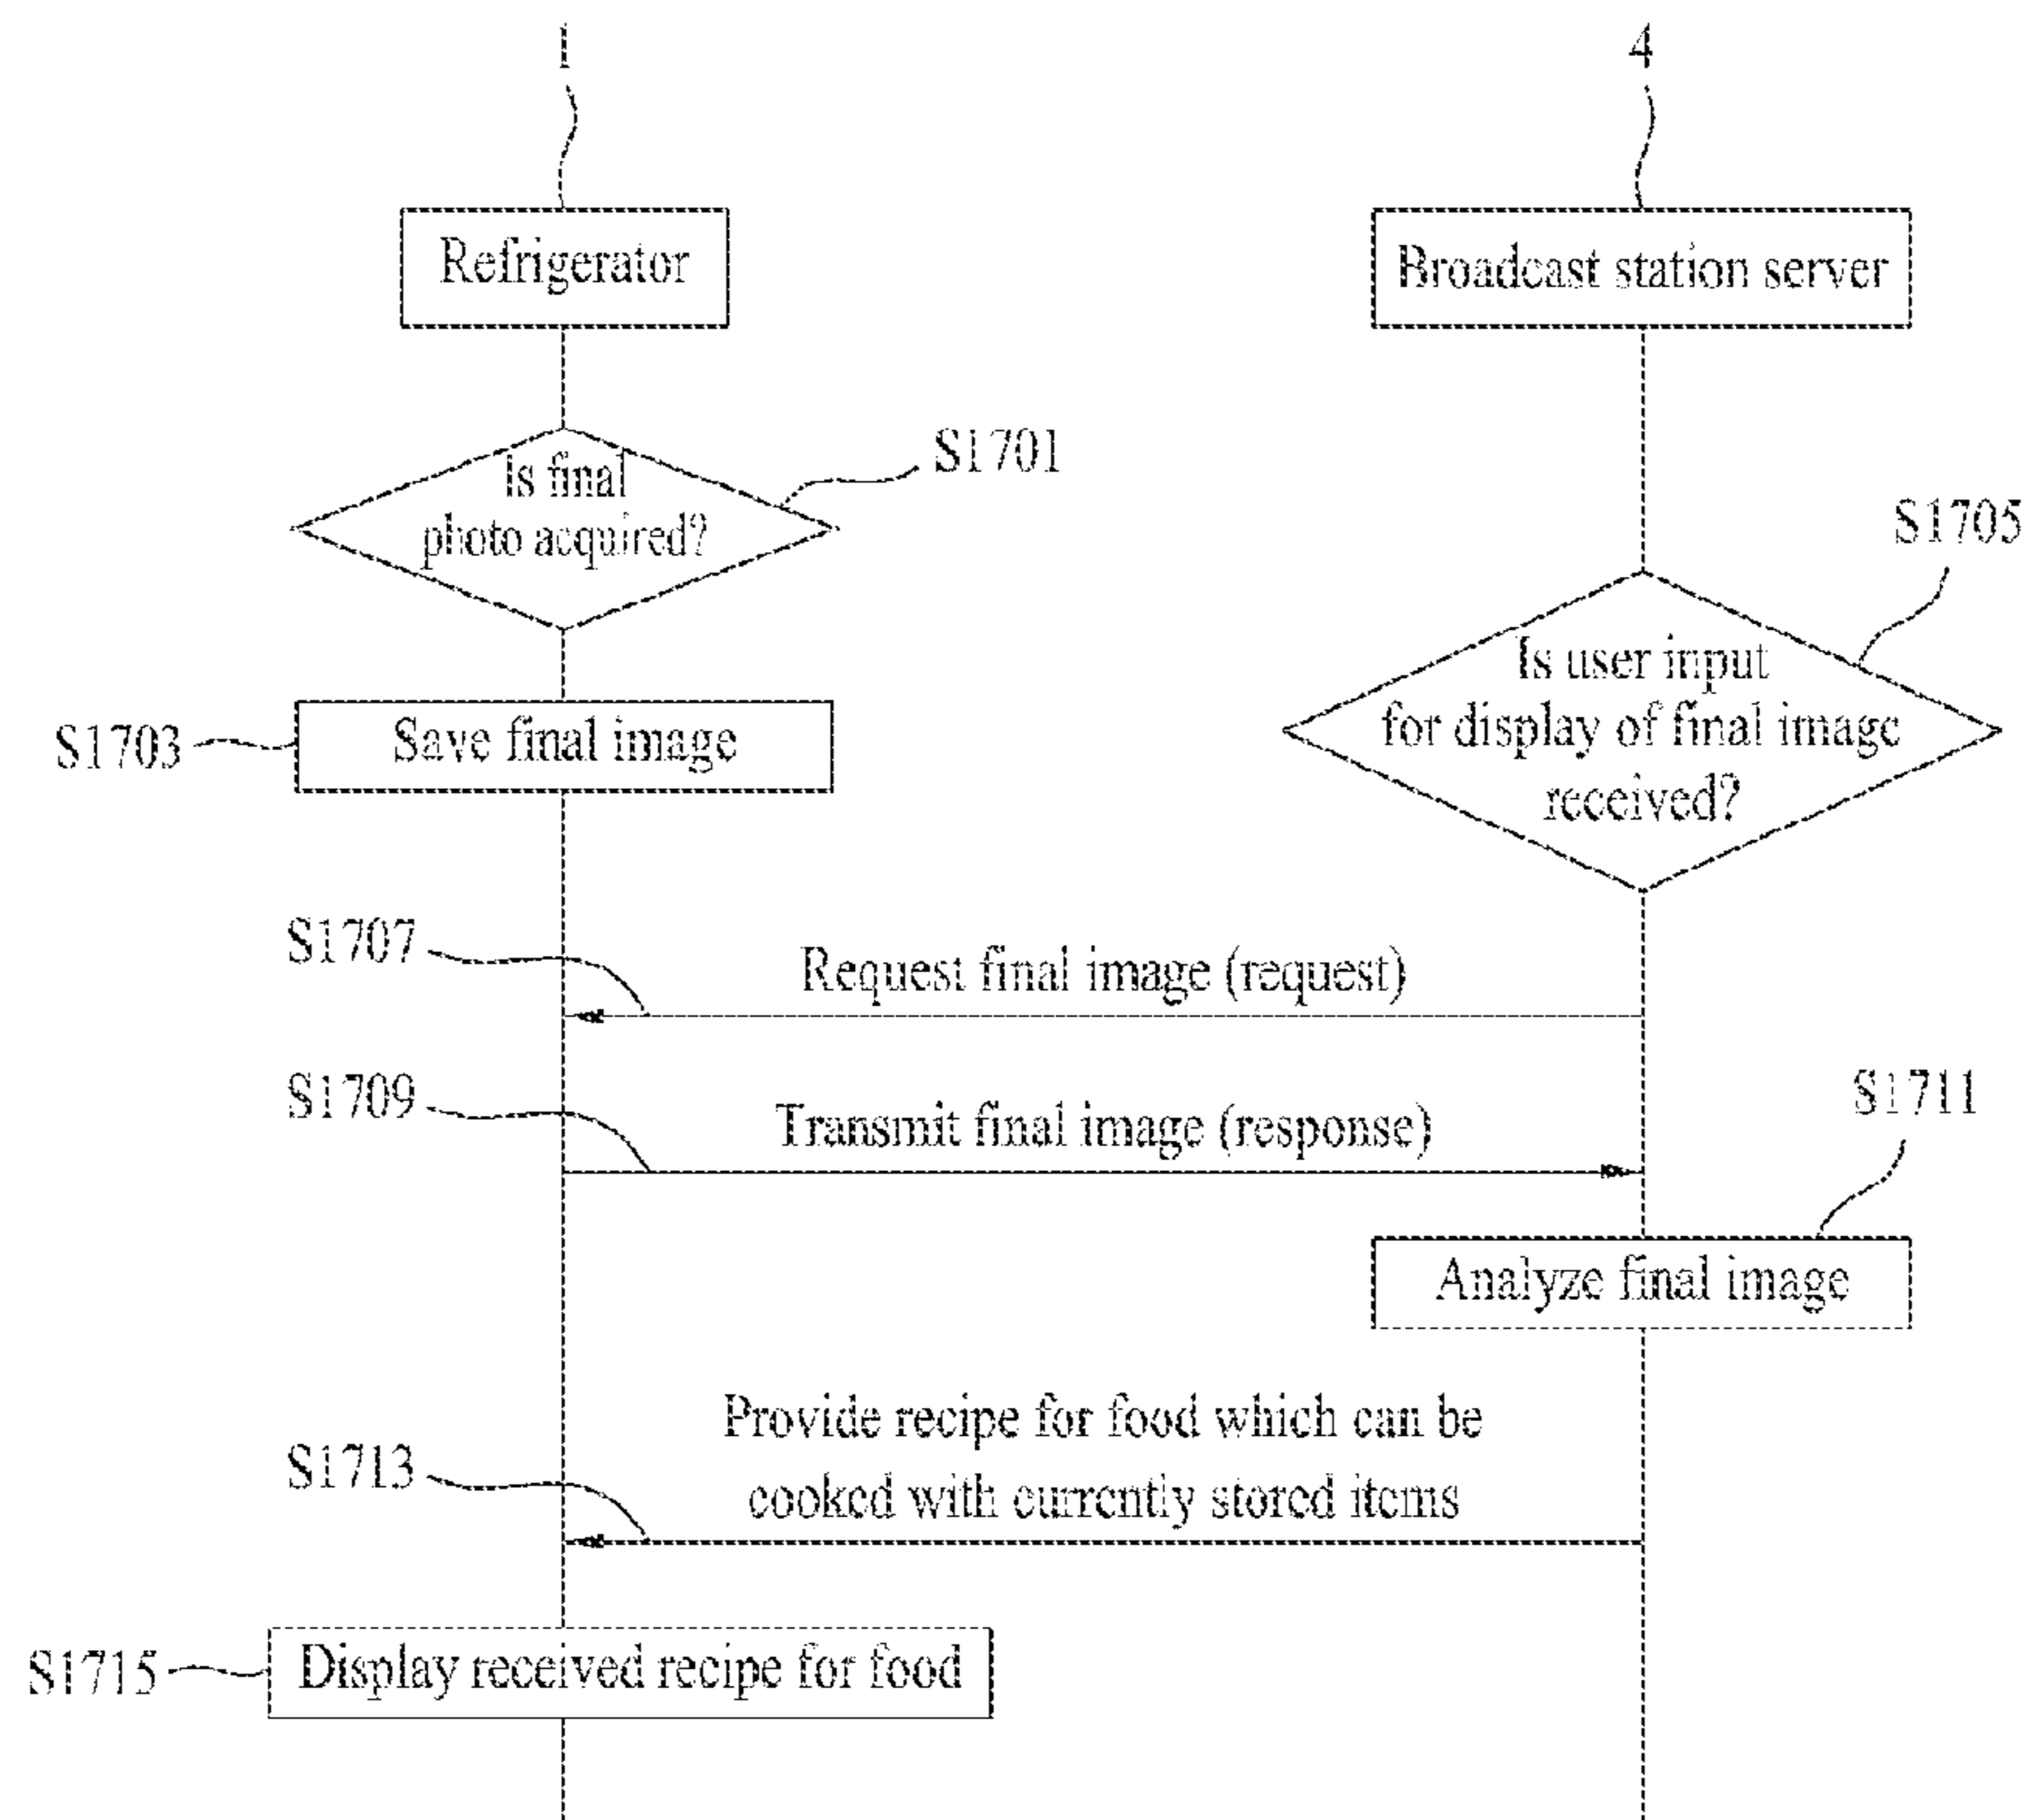 1
4
Refrigerator
Broadcast station server
Is final
photo acquired?
S1701
S1705
Is user input
for display of final image
received?
S1703
Save final image
S1707
Request final image (request)
S1709
Transmit final image (response)
S1711
Analyze final image
Provide recipe for food which can be
cooked with currently stored items
S1713
S1715
Display received recipe for food